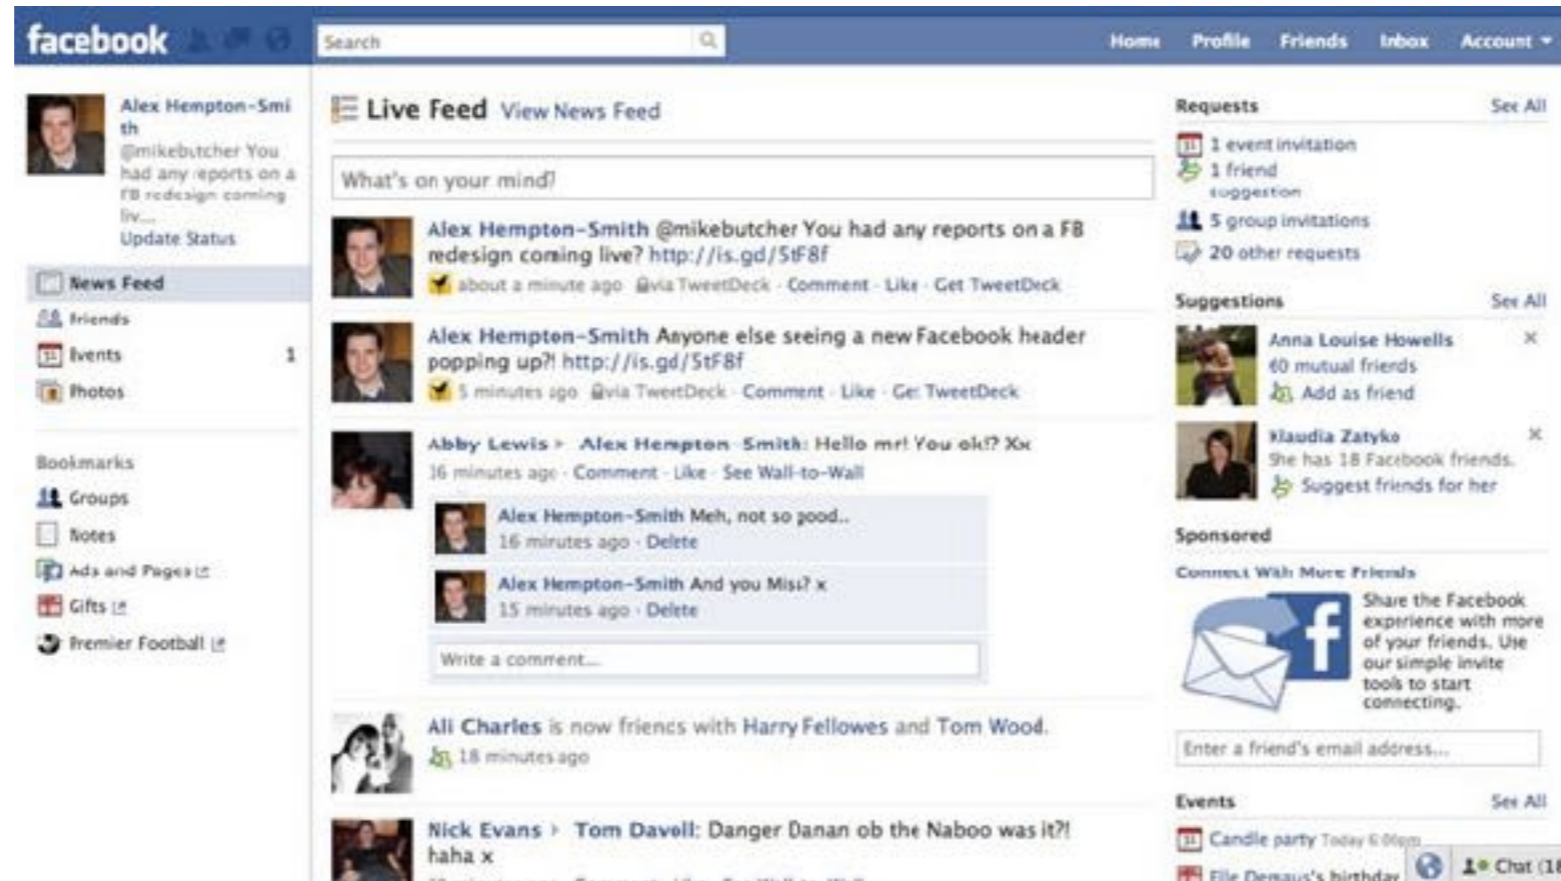 facebook
Search
Home Profile Friends Inbox Account
Alex Hempton-Smi
th
@mikebutcher You
had any reports on a
FB redesign coming
liv...
Update Status
News Feed
Friends
Events 1
Photos
Bookmarks
Groups
Notes
Ads and Pages
Gifts
Premier Football
Live Feed View News Feed
What's on your mind?
Alex Hempton-Smith @mikebutcher You had any reports on a FB
redesign coming live? http://is.gd/5tF8f
about a minute ago via TweetDeck · Comment · Like · Get TweetDeck
Alex Hempton-Smith Anyone else seeing a new Facebook header
popping up?! http://is.gd/5tF8f
5 minutes ago via TweetDeck · Comment · Like · Get TweetDeck
Abby Lewis Alex Hempton-Smith: Hello mr! You ok!? Xx
16 minutes ago · Comment · Like · See Wall-to-Wall
Alex Hempton-Smith Meh, not so good..
16 minutes ago · Delete
Alex Hempton-Smith And you Miss? x
15 minutes ago · Delete
Write a comment...
Ali Charles is now friends with Harry Fellowes and Tom Wood.
18 minutes ago
Nick Evans Tom Davoll: Danger Danan ob the Naboo was it?!
haha x
Requests See All
1 event invitation
1 friend
suggestion
5 group invitations
20 other requests
Suggestions See All
Anna Louise Howells
60 mutual friends
Add as friend
Klaudia Zatyko
She has 18 Facebook friends.
Suggest friends for her
Sponsored
Connect With More Friends
Share the Facebook
experience with more
of your friends. Use
our simple invite
tools to start
connecting.
Enter a friend's email address...
Events See All
Candle party Today 6:00pm
birthday
Chat (18